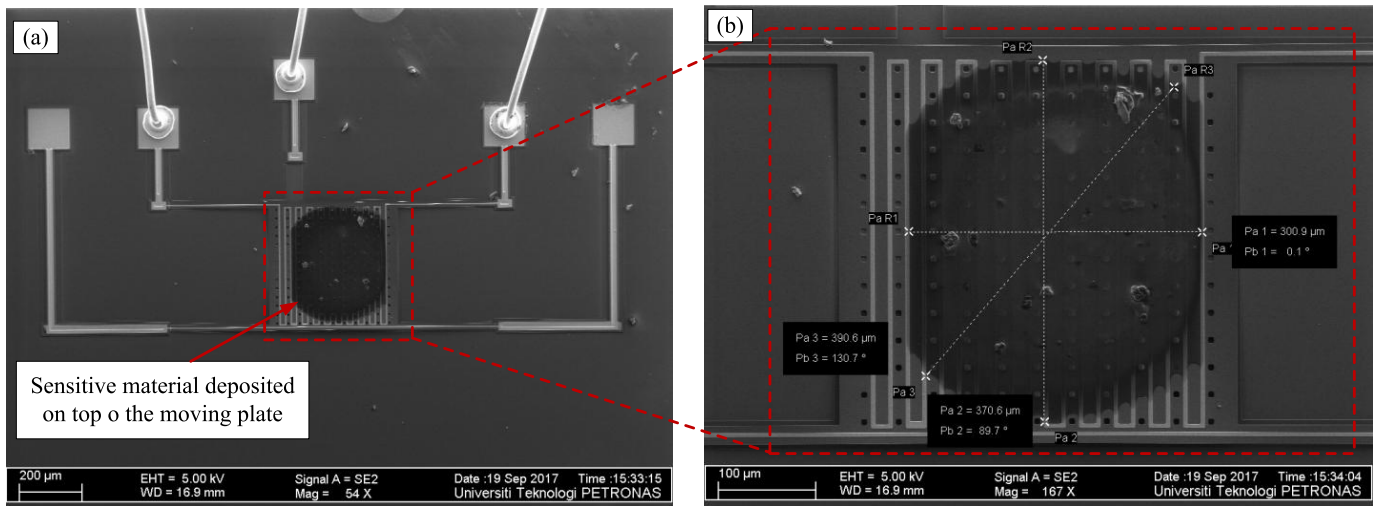 (a)
Sensitive material deposited
on top o the moving plate
200 µm
EHT = 5.00 kV
WD = 16.9 mm
Signal A = SE2
Mag = 54 X
Date :19 Sep 2017 Time :15:33:15
Universiti Teknologi PETRONAS
(b)
Pa R2
Pa R3
Pa R1
Pa 1 = 300.9 µm
Pb 1 = 0.1 °
Pa 3 = 390.6 µm
Pb 3 = 130.7 °
Pa 3
Pa 2 = 370.6 µm
Pb 2 = 89.7 °
Pa 2
100 µm
EHT = 5.00 kV
WD = 16.9 mm
Signal A = SE2
Mag = 167 X
Date :19 Sep 2017 Time :15:34:04
Universiti Teknologi PETRONAS